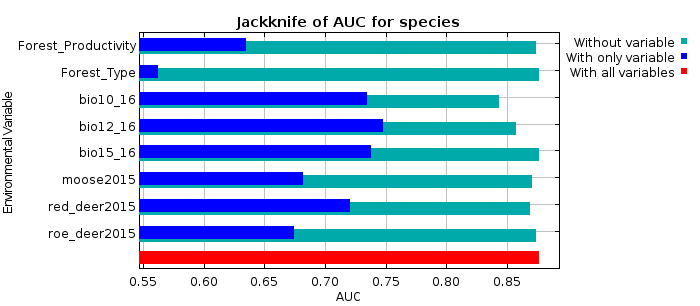 Jackknife of AUC for species
Environmental Variable
Forest_Productivity
Forest_Type
bio10_16
bio12_16
bio15_16
moose2015
red_deer2015
roe_deer2015
Without variable
With only variable
With all variables
0.55 0.60 0.65 0.70 0.75 0.80 0.85
AUC